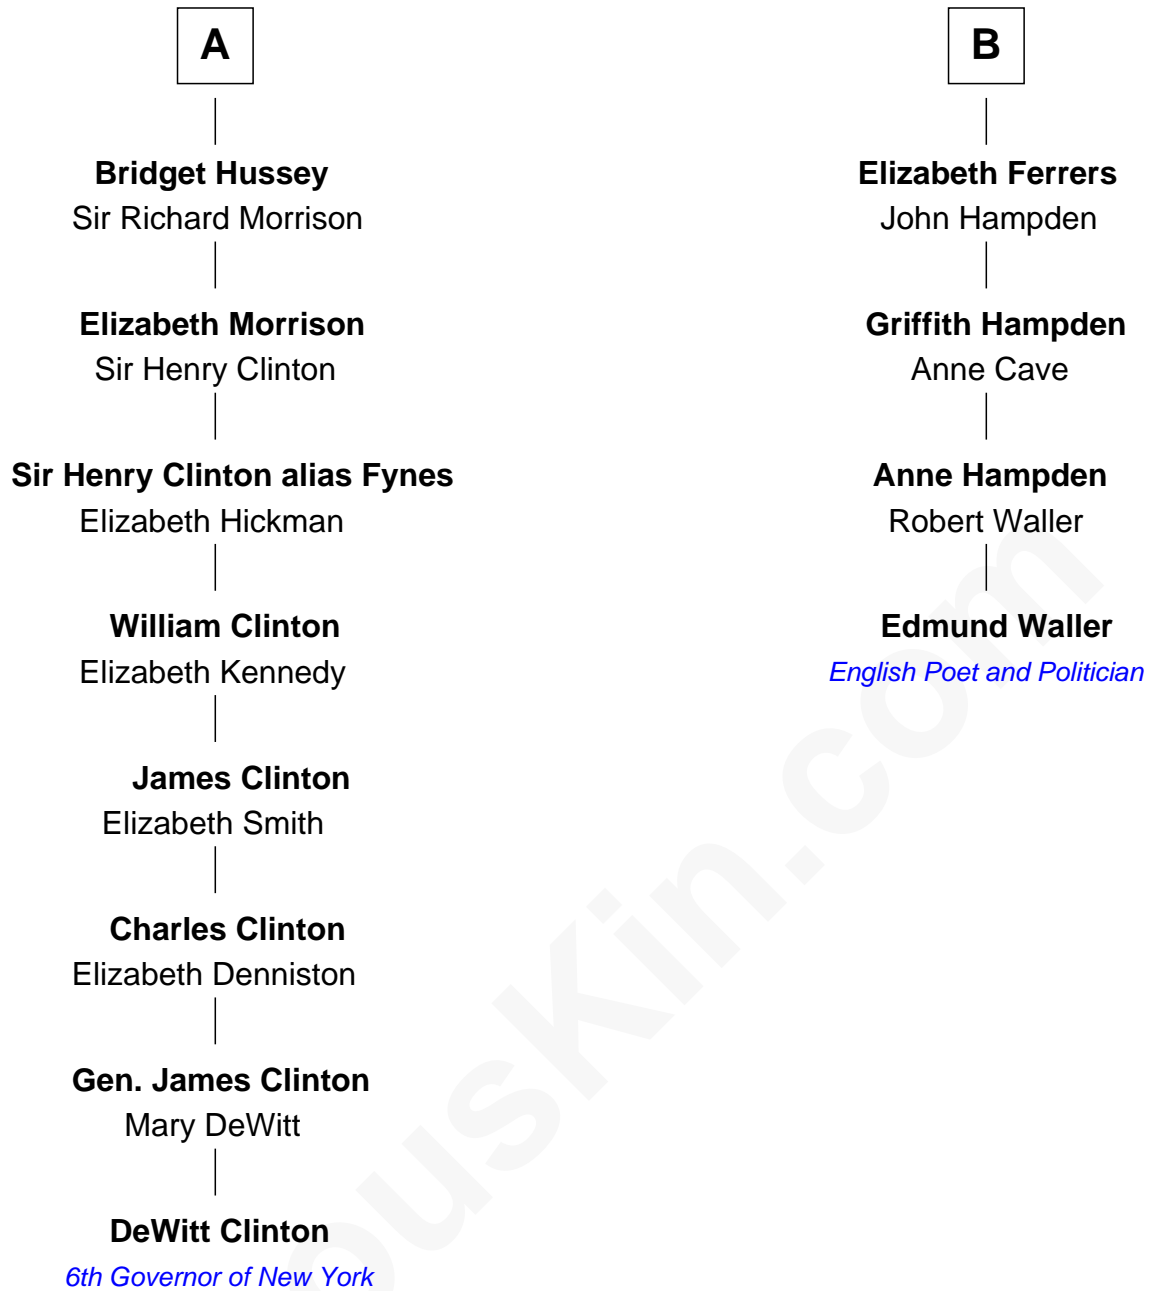 A
Bridget Hussey
Sir Richard Morrison
Elizabeth Morrison
Sir Henry Clinton
Sir Henry Clinton alias Fynes
Elizabeth Hickman
William Clinton
Elizabeth Kennedy
James Clinton
Elizabeth Smith
Charles Clinton
Elizabeth Denniston
Gen. James Clinton
Mary DeWitt
DeWitt Clinton
6th Governor of New York
B
Elizabeth Ferrers
John Hampden
Griffith Hampden
Anne Cave
Anne Hampden
Robert Waller
Edmund Waller
English Poet and Politician
ousKin.com